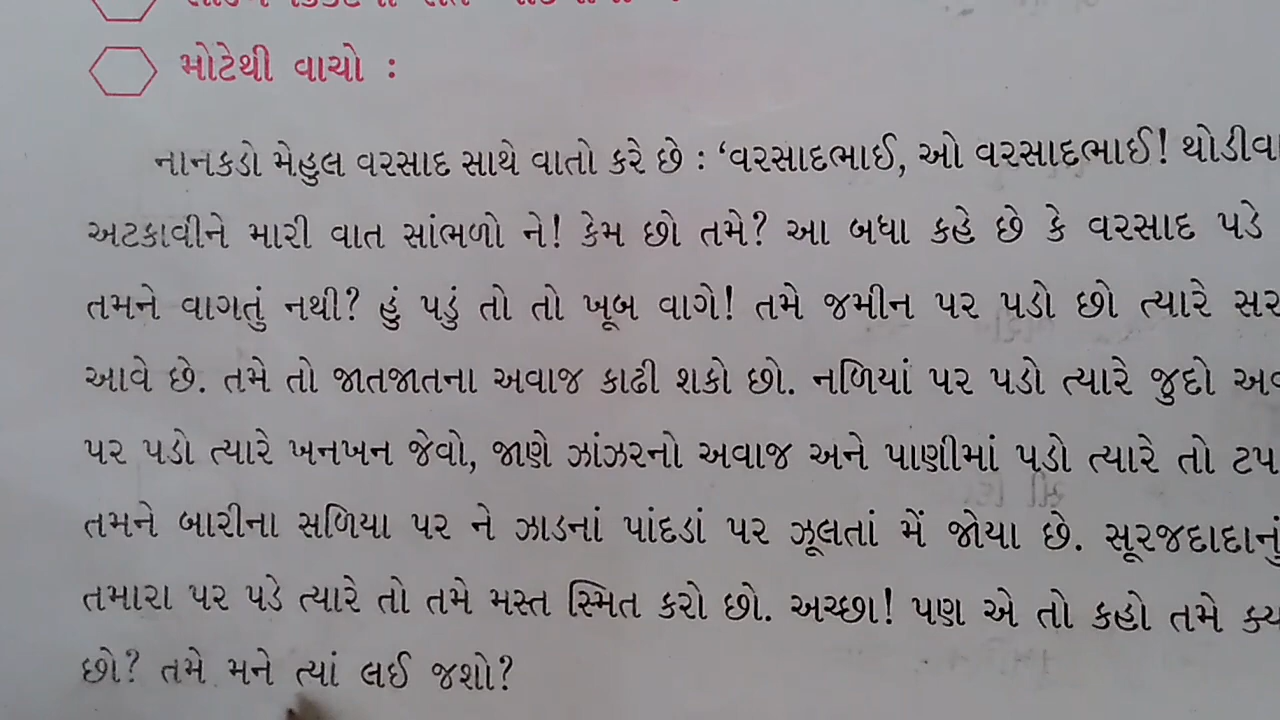 મોટેથી વાચો :
નાનકડો મેહુલ વરસાદ સાથે વાતો કરે છે : ‘વરસાદભાઈ, ઓ વરસાદભાઈ! થોડીવા
અટકાવીને મારી વાત સાંભળો ને! કેમ છો તમે? આ બધા કહે છે કે વરસાદ પડે
તમને વાગતું નથી? હું પડું તો તો ખૂબ વાગે! તમે જમીન પર પડો છો ત્યારે સર
આવે છે. તમે તો જાતજાતના અવાજ કાઢી શકો છો. નળિયાં પર પડો ત્યારે જુદો અવ
પર પડો ત્યારે ખનખન જેવો, જાણે ઝાંઝરનો અવાજ અને પાણીમાં પડો ત્યારે તો ટપ
તમને બારીના સળિયા પર ને ઝાડનાં પાંદડાં પર ઝૂલતાં મેં જોયા છે. સૂરજદાદાનું
તમારા પર પડે ત્યારે તો તમે મસ્ત સ્મિત કરો છો. અચ્છા! પણ એ તો કહો તમે ક્ય
છો? તમે મને ત્યાં લઈ જશો?